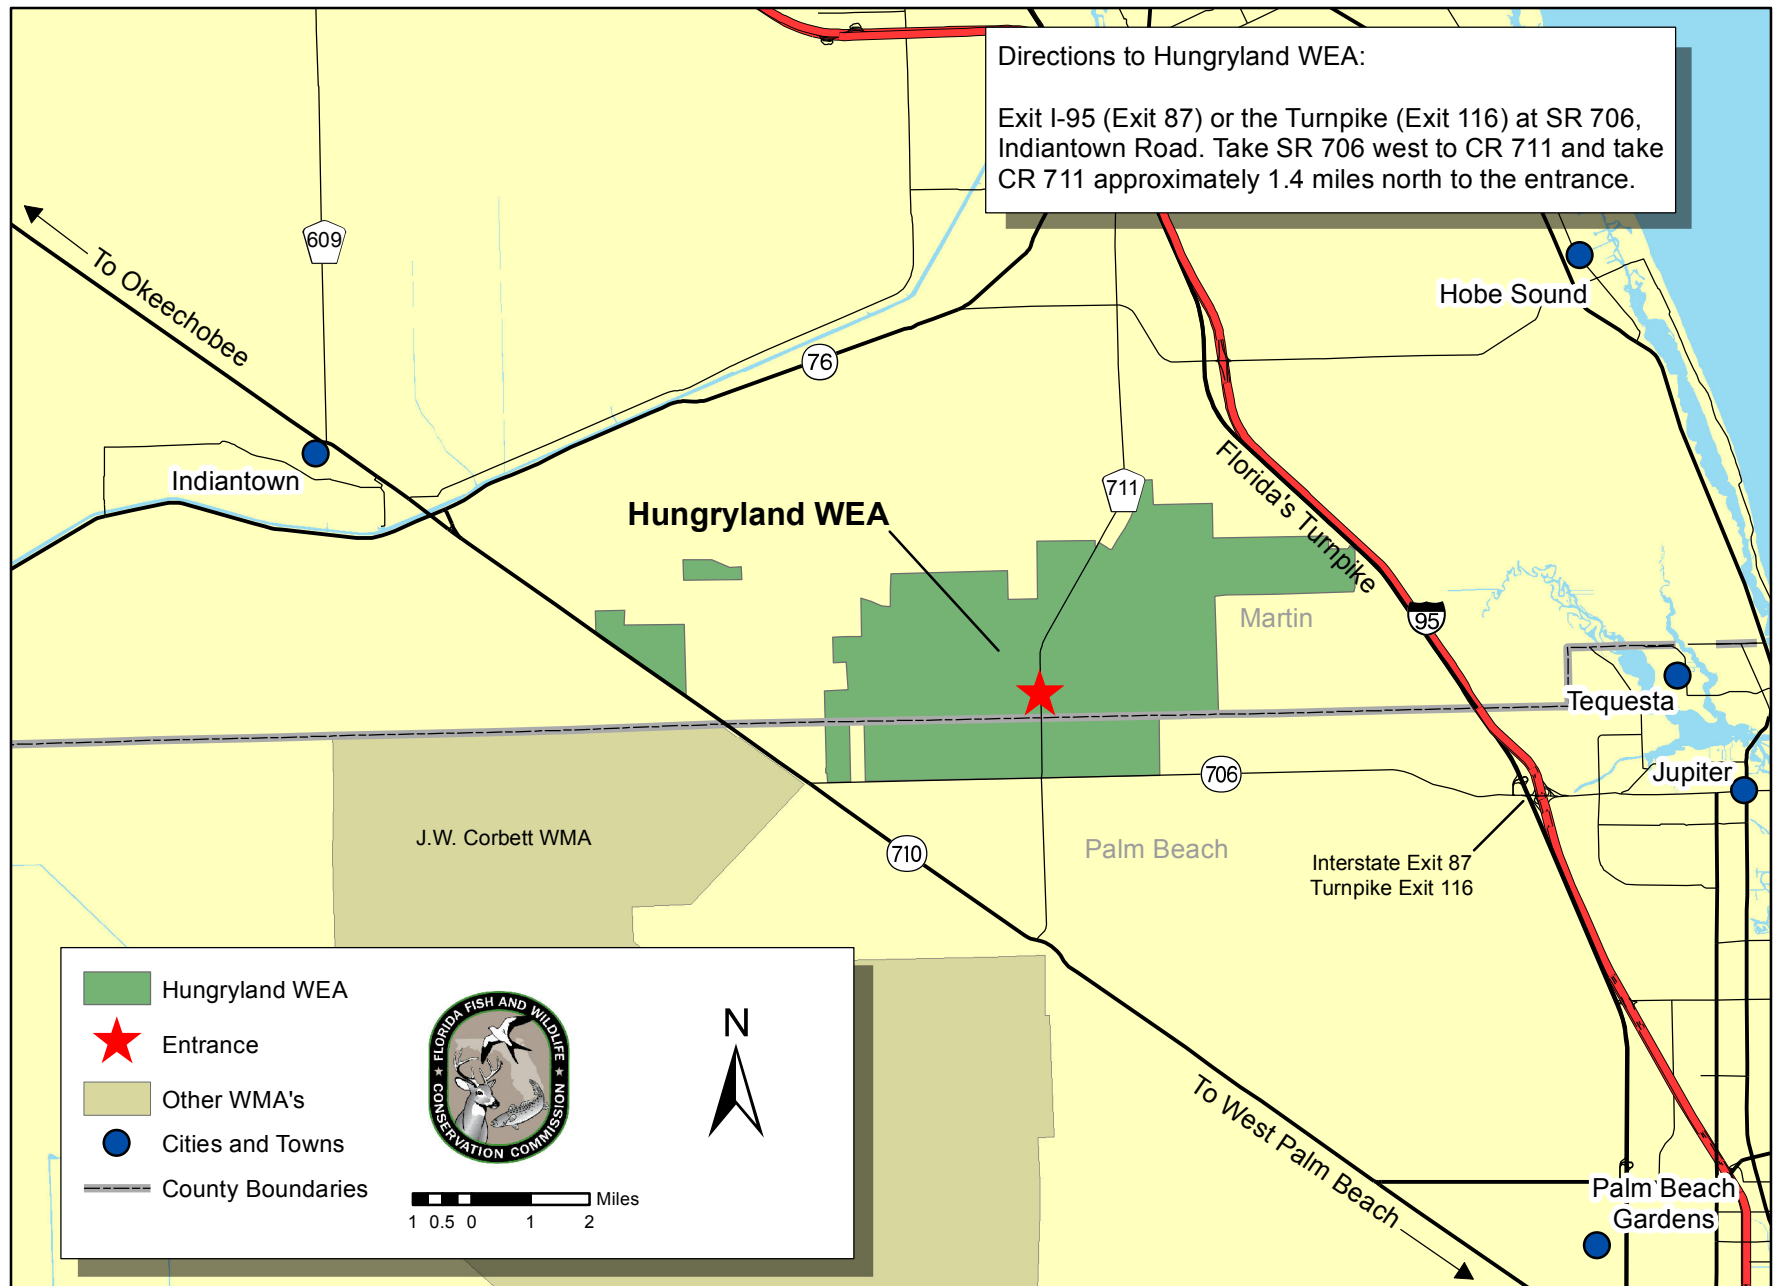 Directions to Hungryland WEA:
Exit I-95 (Exit 87) or the Turnpike (Exit 116) at SR 706,
Indiantown Road. Take SR 706 west to CR 711 and take
CR 711 approximately 1.4 miles north to the entrance.
609
To Okeechobee
Hobe Sound
76
Indiantown
711
Florida's Turnpike
Hungryland WEA
Martin
95
Tequesta
706
Jupiter
J.W. Corbett WMA
710
Palm Beach
Interstate Exit 87
Turnpike Exit 116
Hungryland WEA
Entrance
Other WMA's
Cities and Towns
County Boundaries
FLORIDA FISH AND WILDLIFE
CONSERVATION COMMISSION
N
Miles
1 0.5 0 1 2
To West Palm Beach
Palm Beach
Gardens